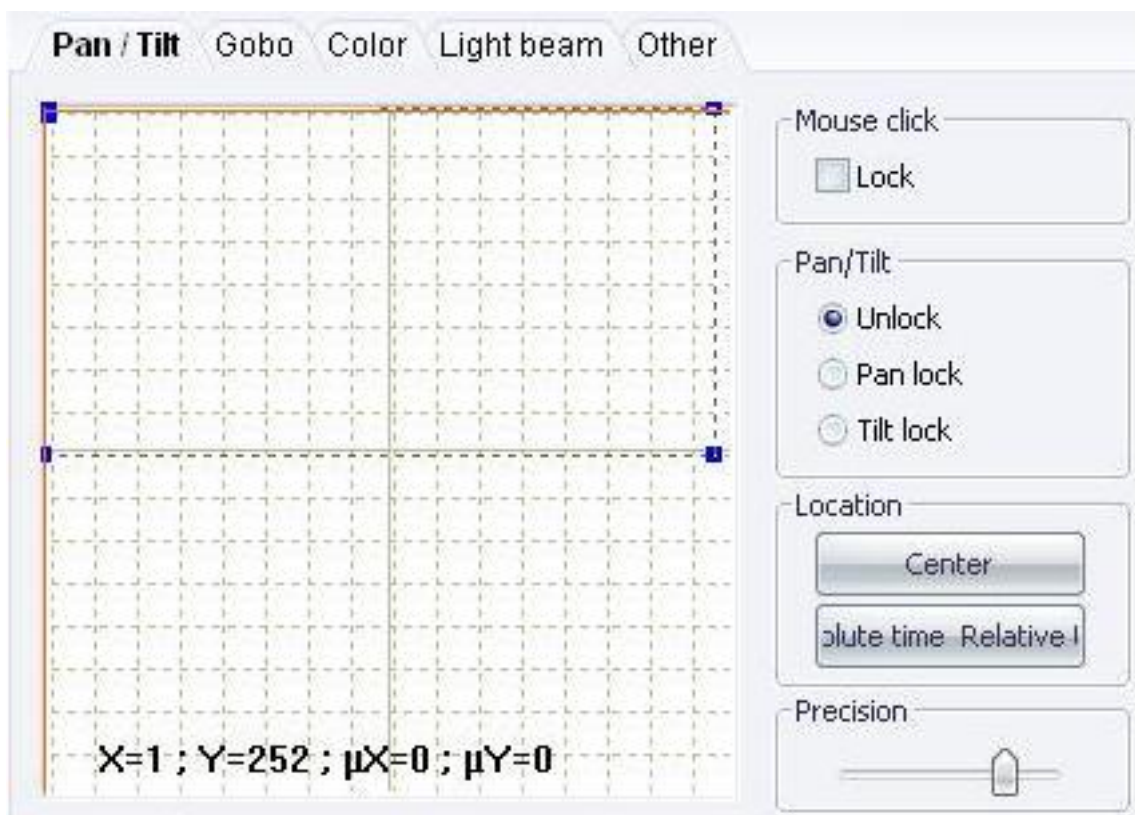 Pan / Tilt Gobo Color Light beam Other
Mouse click
Lock
Pan/Tilt
Unlock
Pan lock
Tilt lock
Location
Center
olute time Relative
Precision
X=1 ; Y=252 ; µX=0 ; µY=0